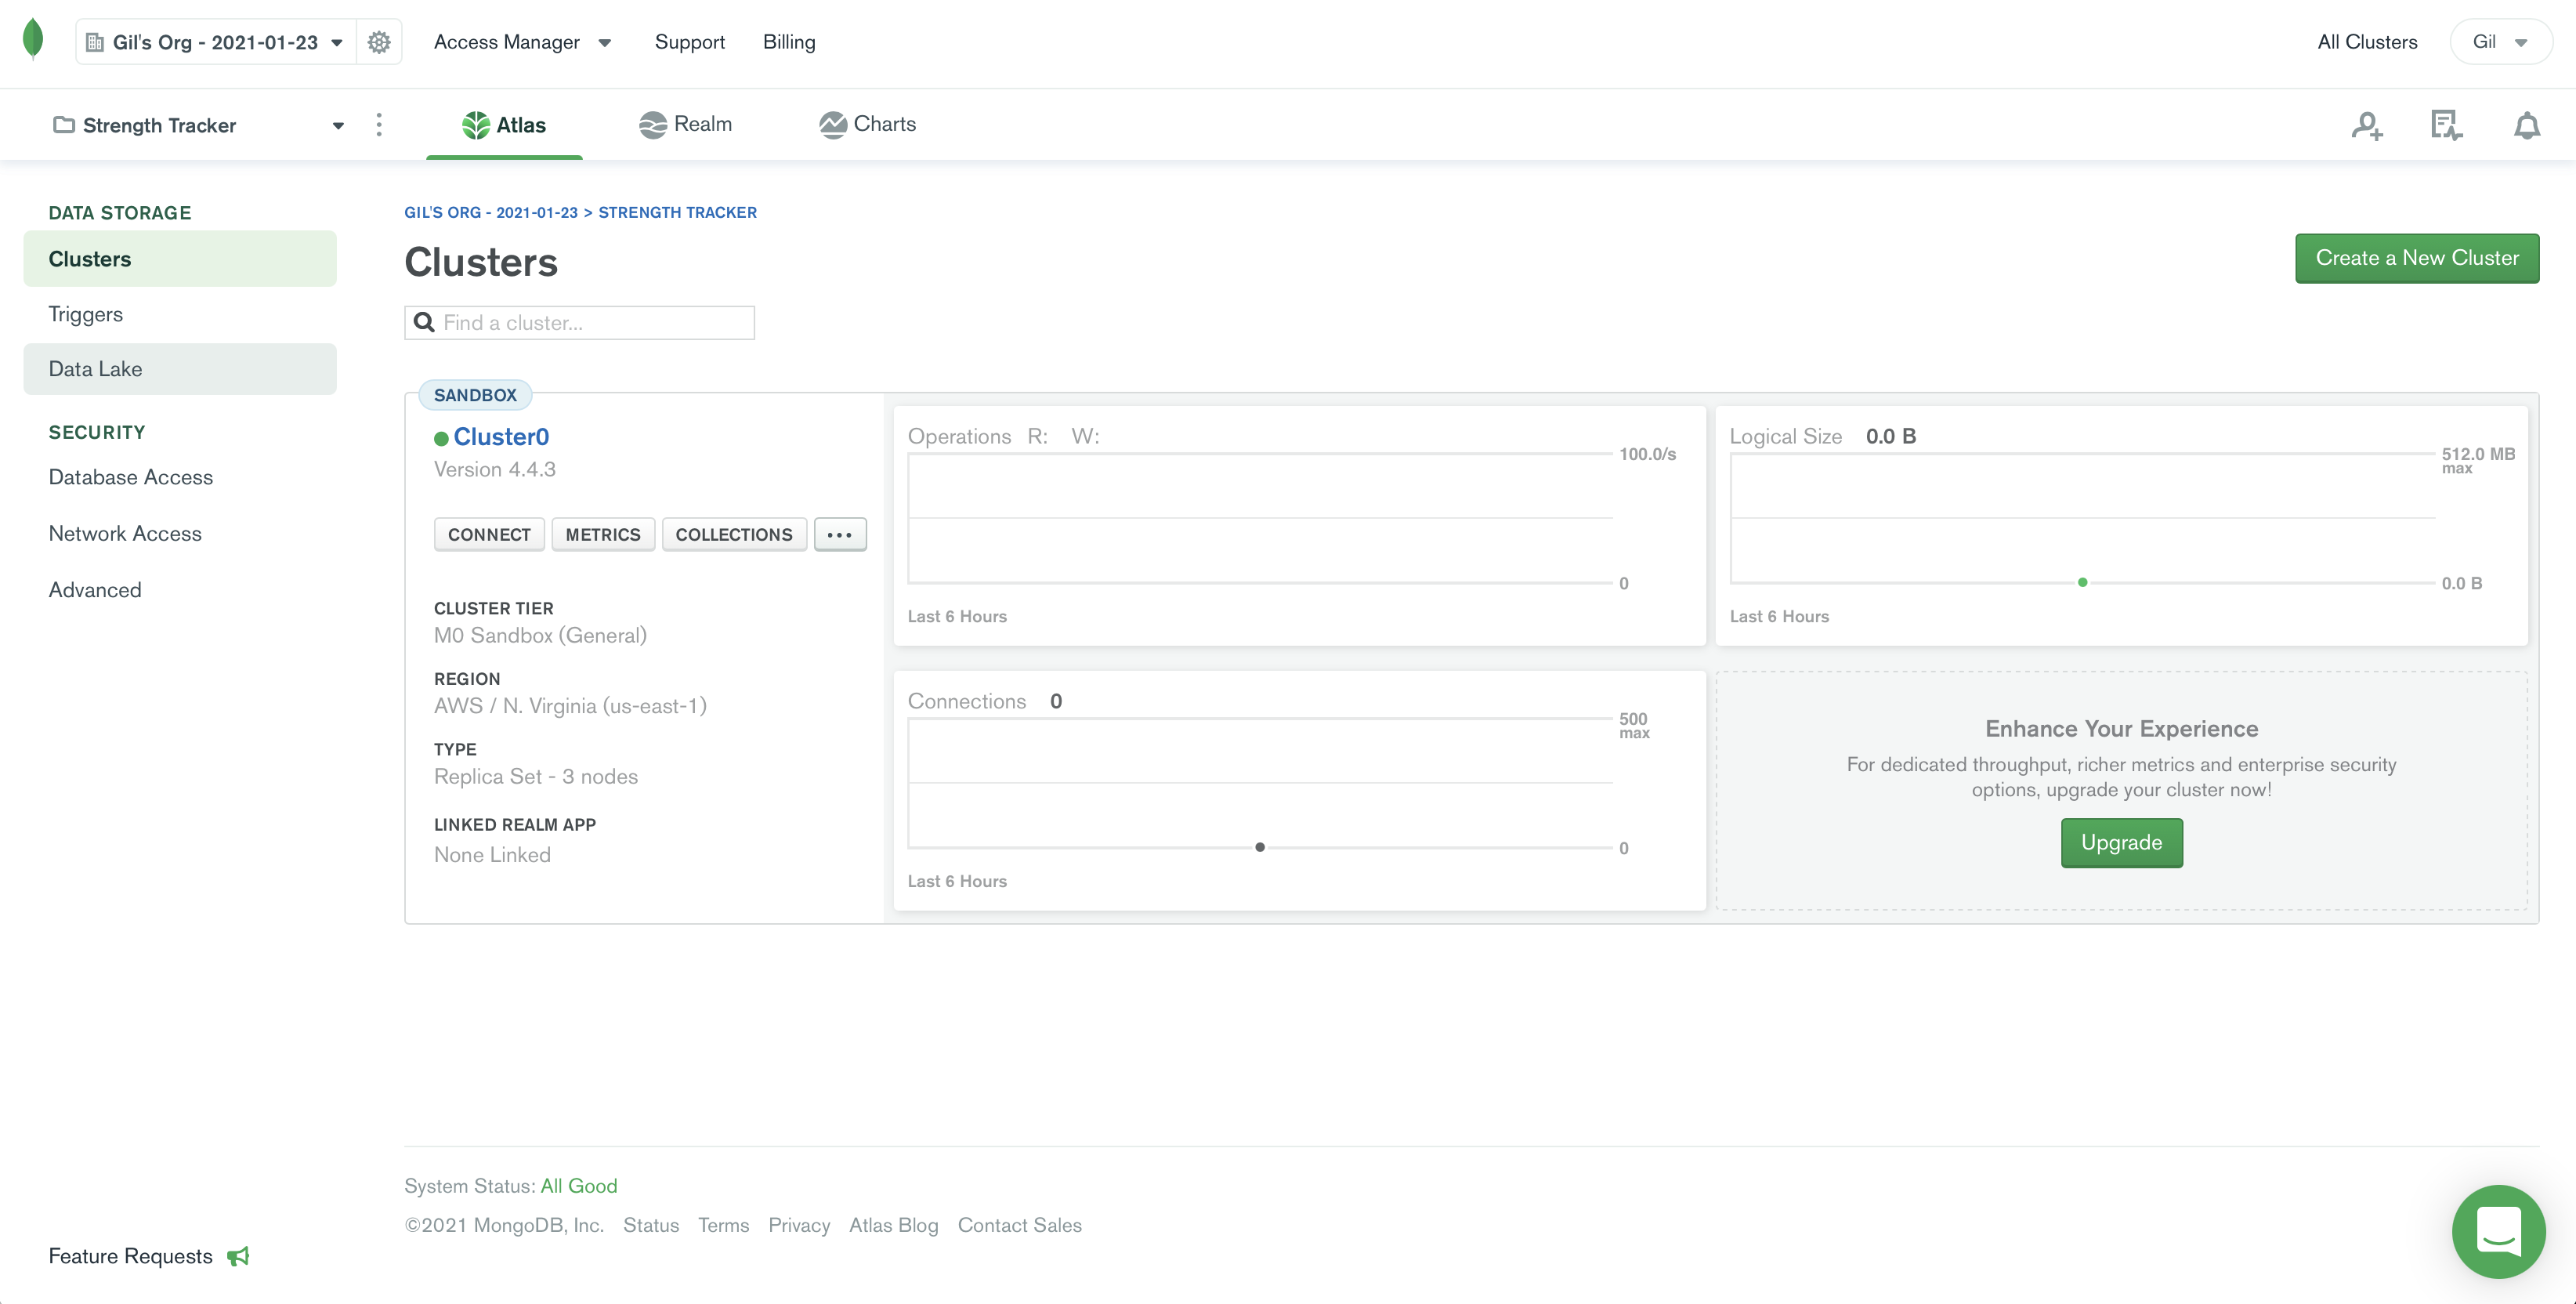 Gil's Org - 2021-01-23
Access Manager
Support
Billing
All Clusters
Gil
Strength Tracker
Atlas
Realm
Charts
DATA STORAGE
Clusters
Triggers
Data Lake
SECURITY
Database Access
Network Access
Advanced
Feature Requests
GIL'S ORG - 2021-01-23 > STRENGTH TRACKER
Clusters
Create a New Cluster
Find a cluster...
SANDBOX
Cluster0
Version 4.4.3
CONNECT
METRICS
COLLECTIONS
CLUSTER TIER
M0 Sandbox (General)
REGION
AWS / N. Virginia (us-east-1)
TYPE
Replica Set - 3 nodes
LINKED REALM APP
None Linked
Operations R: W:
100.0/s
0
Last 6 Hours
Logical Size 0.0 B
512.0 MB
max
0.0 B
Last 6 Hours
Connections 0
500
max
0
Last 6 Hours
Enhance Your Experience
For dedicated throughput, richer metrics and enterprise security
options, upgrade your cluster now!
Upgrade
System Status: All Good
©2021 MongoDB, Inc. Status Terms Privacy Atlas Blog Contact Sales